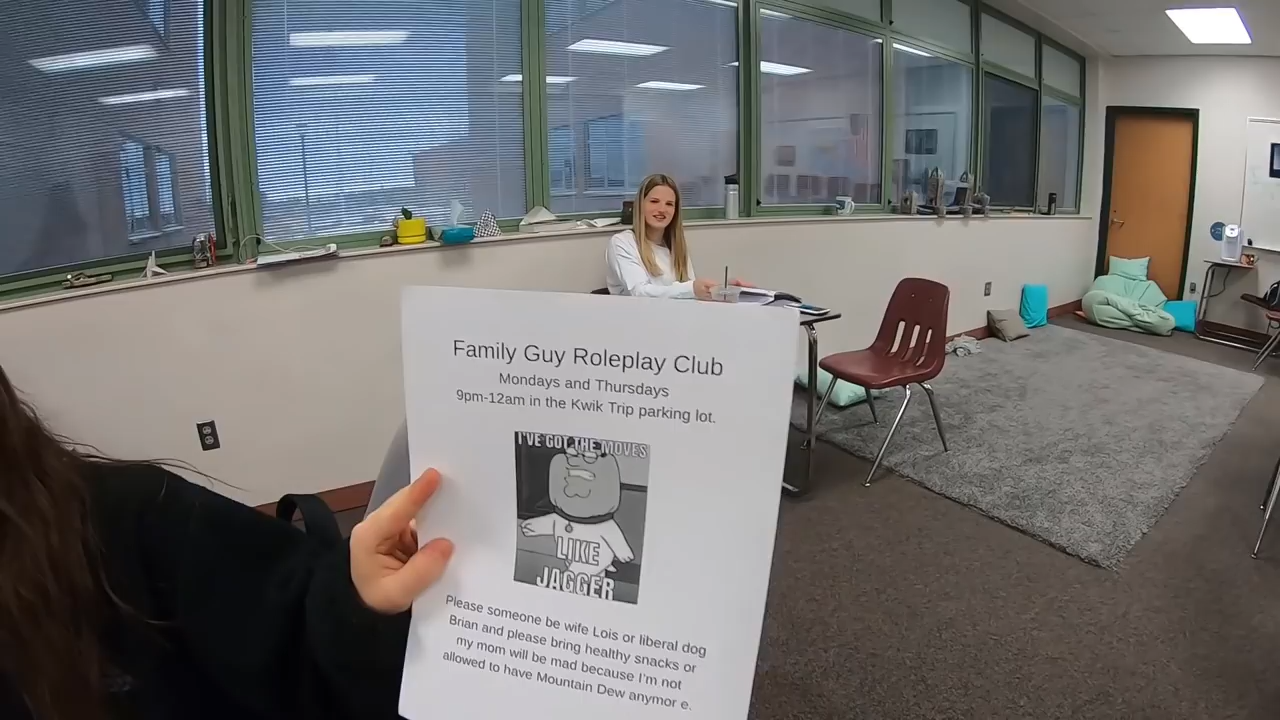 Family Guy Roleplay Club
Mondays and Thursdays
9pm-12am in the Kwik Trip parking lot.
I'VE GOT THE MOVES
LIKE
JAGGER
Please someone be wife Lois or liberal dog
Brian and please bring healthy snacks or
my mom will be mad because I'm not
allowed to have Mountain Dew anymor e.